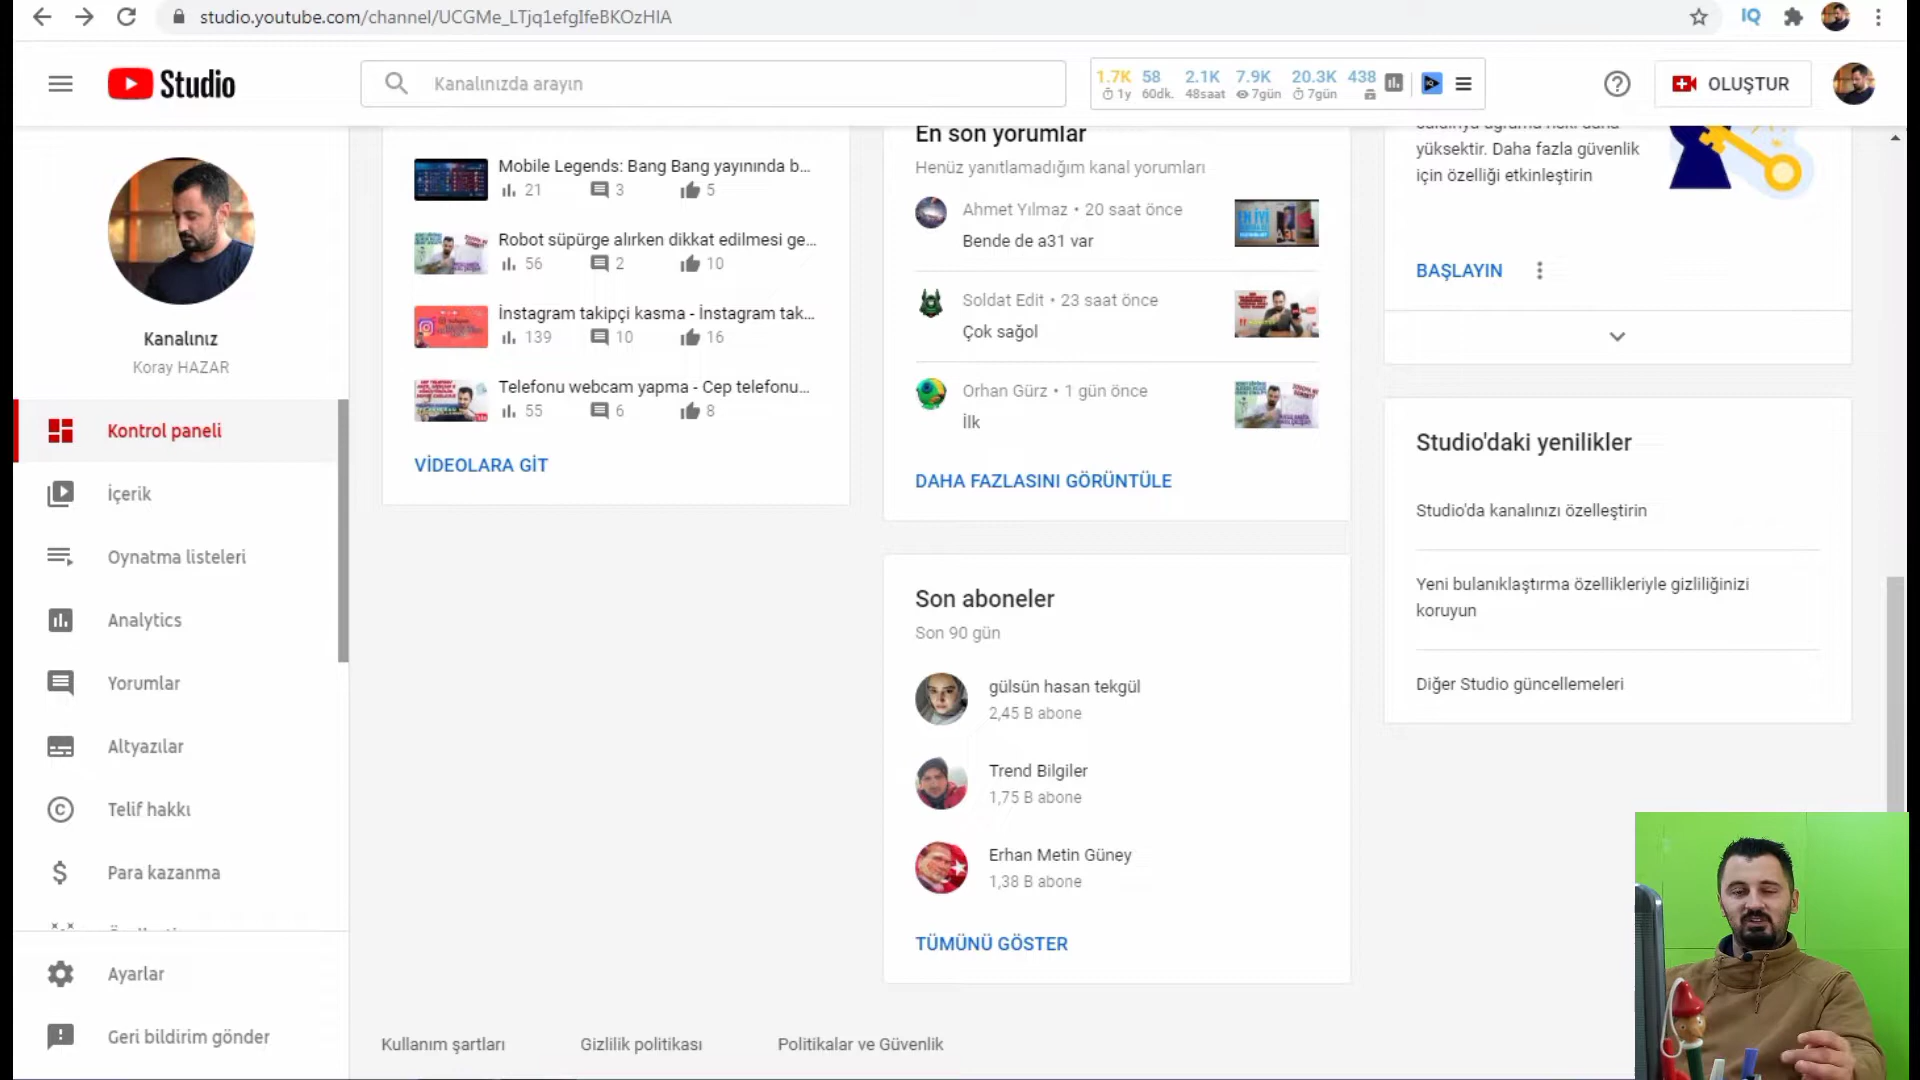 studio.youtube.com/channel/UCGMe_LTjq1efgIfeBKOzHIA
IQ
Studio
Kanalınızda arayın
1.7K 58 2.1K 7.9K 20.3K 438
1y 60dk. 48saat 7gün 7gün
OLUŞTUR
Kanalınız
Koray HAZAR
Kontrol paneli
İçerik
Oynatma listeleri
Analytics
Yorumlar
Altyazılar
Telif hakkı
Para kazanma
Ayarlar
Geri bildirim gönder
Mobile Legends: Bang Bang yayınında b...
21 3 5
Robot süpürge alırken dikkat edilmesi ge...
56 2 10
İnstagram takipçi kasma - İnstagram tak...
139 10 16
Telefonu webcam yapma - Cep telefonu...
55 6 8
VİDEOLARA GİT
En son yorumlar
Henüz yanıtlamadığım kanal yorumları
Ahmet Yılmaz • 20 saat önce
Bende de a31 var
EN İYİ
A31
Soldat Edit • 23 saat önce
Çok sağol
Orhan Gürz • 1 gün önce
İlk
DAHA FAZLASINI GÖRÜNTÜLE
Son aboneler
Son 90 gün
gülsün hasan tekgül
2,45 B abone
Trend Bilgiler
1,75 B abone
Erhan Metin Güney
1,38 B abone
TÜMÜNÜ GÖSTER
yüksektir. Daha fazla güvenlik
için özelliği etkinleştirin
BAŞLAYIN
Studio'daki yenilikler
Studio'da kanalınızı özelleştirin
Yeni bulanıklaştırma özellikleriyle gizliliğinizi
koruyun
Diğer Studio güncellemeleri
Kullanım şartları
Gizlilik politikası
Politikalar ve Güvenlik